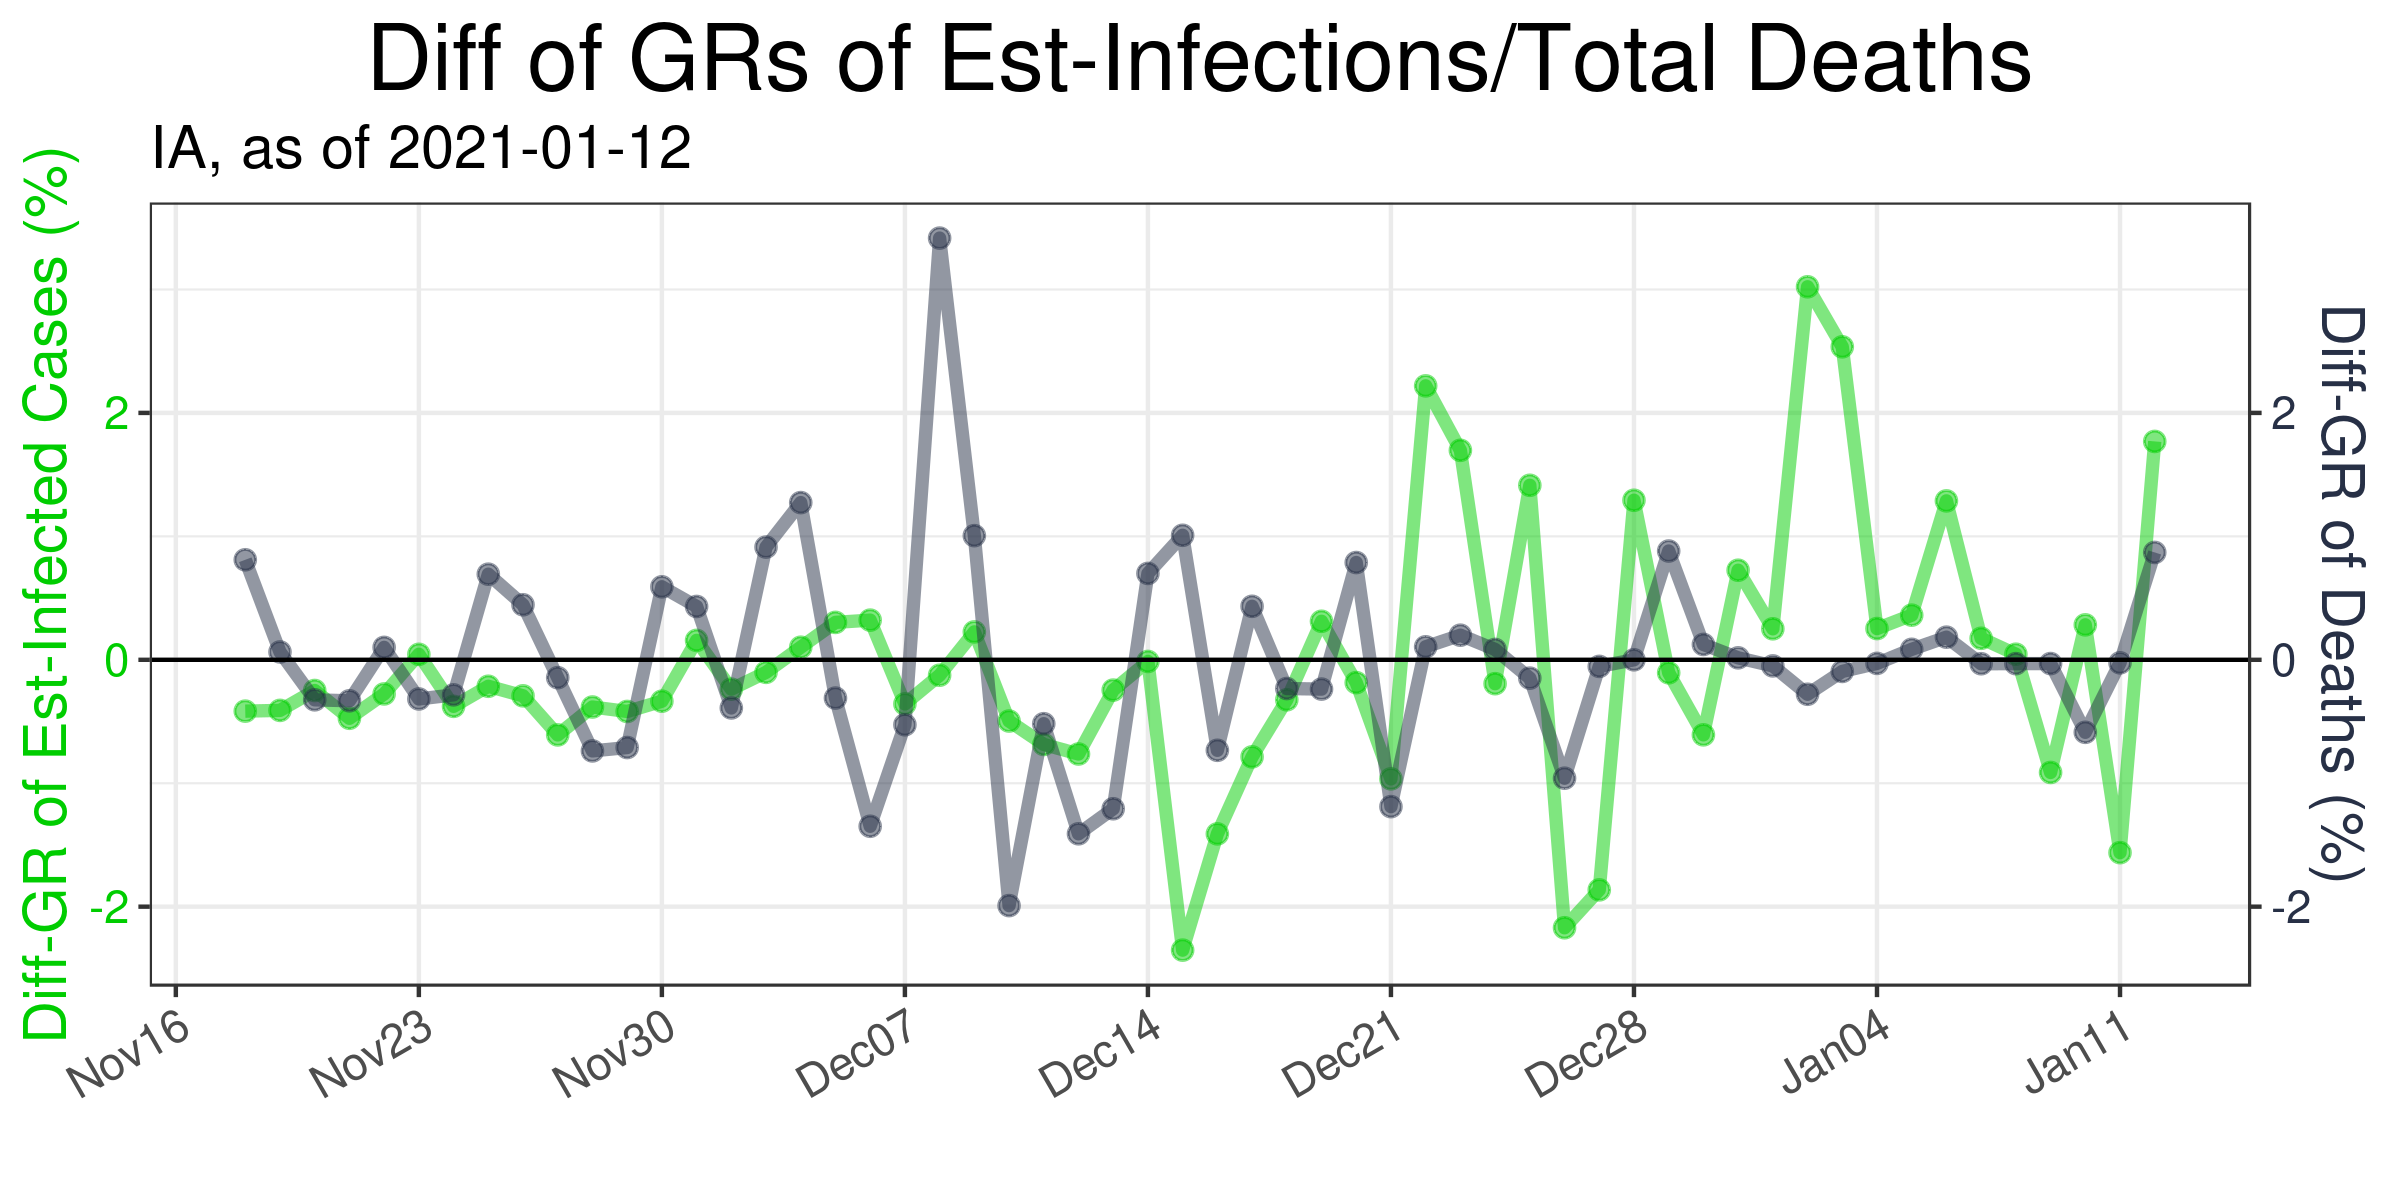 Diff of GRs of Est-Infections/Total Deaths
IA, as of 2021-01-12
Diff-GR of Est-Infected Cases (%)
2
0
-2
2
0
-2
Diff-GR of Deaths (%)
Nov16
Nov23
Nov30
Dec07
Dec14
Dec21
Dec28
Jan04
Jan11